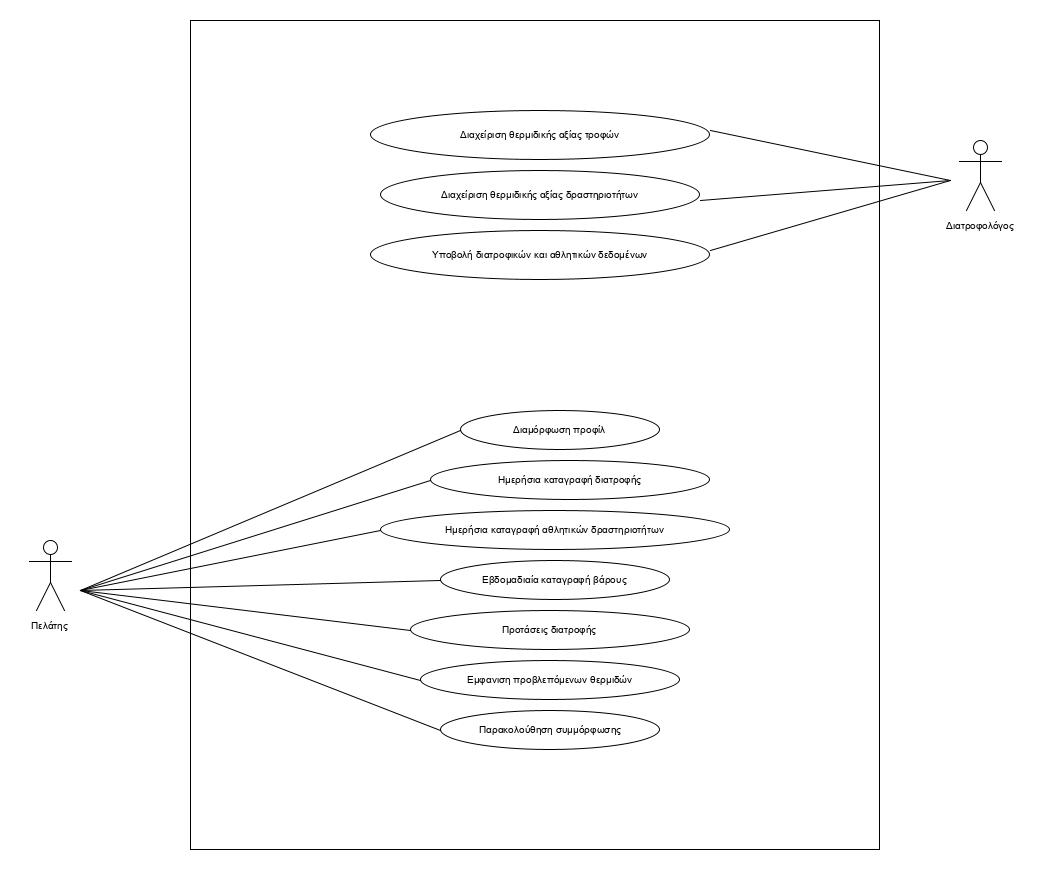 Διαχείριση θερμιδικής αξίας τροφών
Διαχείριση θερμιδικής αξίας δραστηριοτήτων
Διατροφολόγος
Υποβολή διατροφικών και αθλητικών δεδομένων
Διαμόρφωση προφίλ
Ημερήσια καταγραφή διατροφής
Ημερήσια καταγραφή αθλητικών δραστηριοτήτων
Εβδομαδιαία καταγραφή βάρους
Πελάτης
Προτάσεις διατροφής
Εμφανιση προβλεπόμενων θερμιδών
Παρακολούθηση συμμόρφωσης